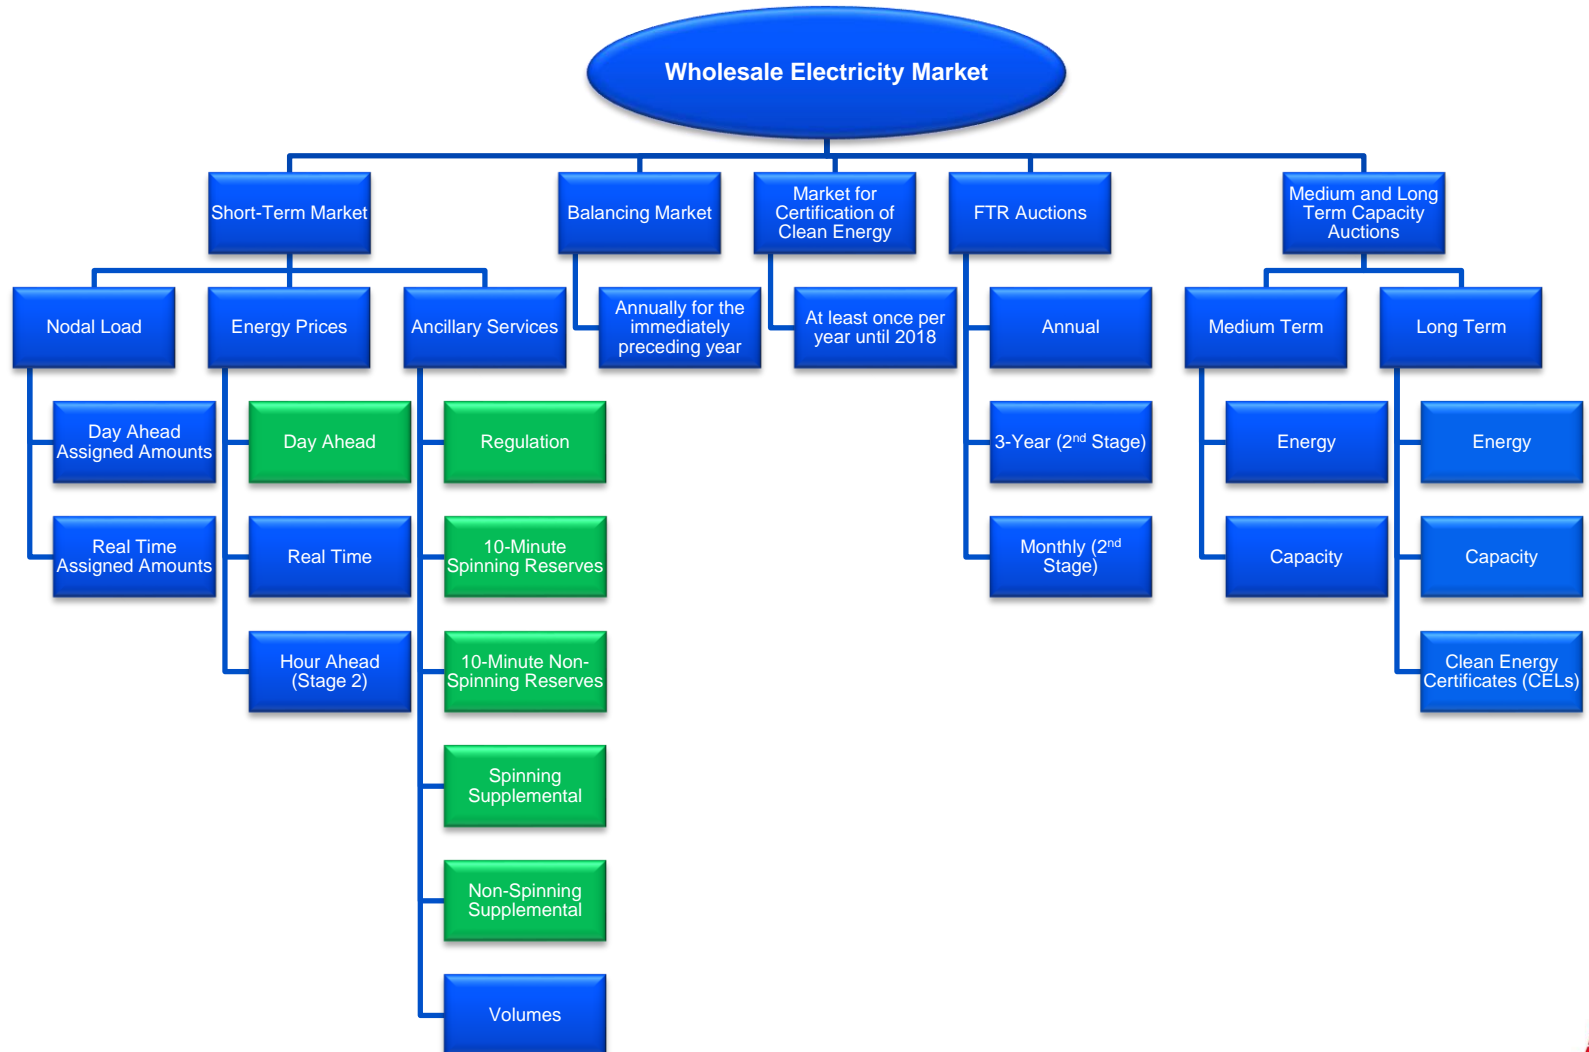 Wholesale Electricity Market
Short-Term Market
Balancing Market
Market for
Certification of
Clean Energy
FTR Auctions
Medium and Long
Term Capacity
Auctions
Nodal Load
Energy Prices
Ancillary Services
Annually for the
immediately
preceding year
At least once per
year until 2018
Annual
Medium Term
Long Term
Day Ahead
Assigned Amounts
Day Ahead
Regulation
3-Year (2nd Stage)
Energy
Energy
Real Time
Assigned Amounts
Real Time
10-Minute
Spinning Reserves
Monthly (2nd
Stage)
Capacity
Capacity
Hour Ahead
(Stage 2)
10-Minute Non-
Spinning Reserves
Clean Energy
Certificates (CELs)
Spinning
Supplemental
Non-Spinning
Supplemental
Volumes